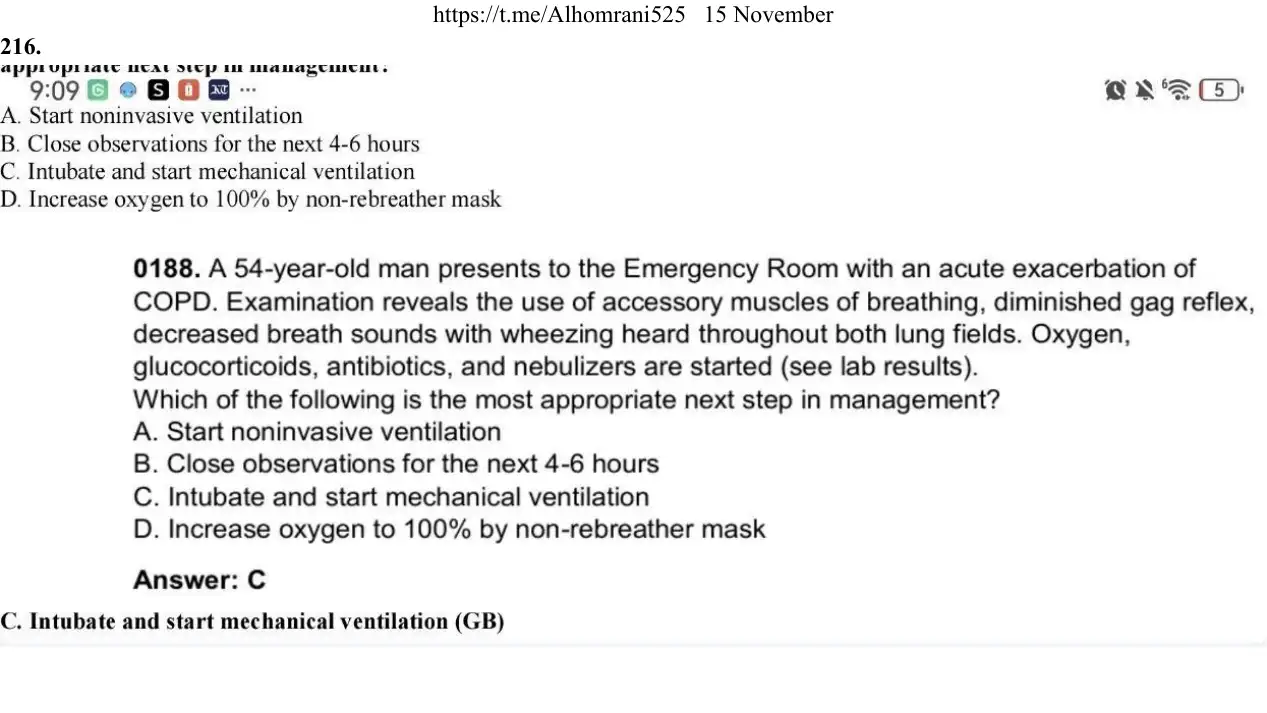 https://t.me/Alhomrani525 15 November
216.
appropriate next step in management?
9:09 ... 5
A. Start noninvasive ventilation
B. Close observations for the next 4-6 hours
C. Intubate and start mechanical ventilation
D. Increase oxygen to 100% by non-rebreather mask
0188. A 54-year-old man presents to the Emergency Room with an acute exacerbation of
COPD. Examination reveals the use of accessory muscles of breathing, diminished gag reflex,
decreased breath sounds with wheezing heard throughout both lung fields. Oxygen,
glucocorticoids, antibiotics, and nebulizers are started (see lab results).
Which of the following is the most appropriate next step in management?
A. Start noninvasive ventilation
B. Close observations for the next 4-6 hours
C. Intubate and start mechanical ventilation
D. Increase oxygen to 100% by non-rebreather mask
Answer: C
C. Intubate and start mechanical ventilation (GB)